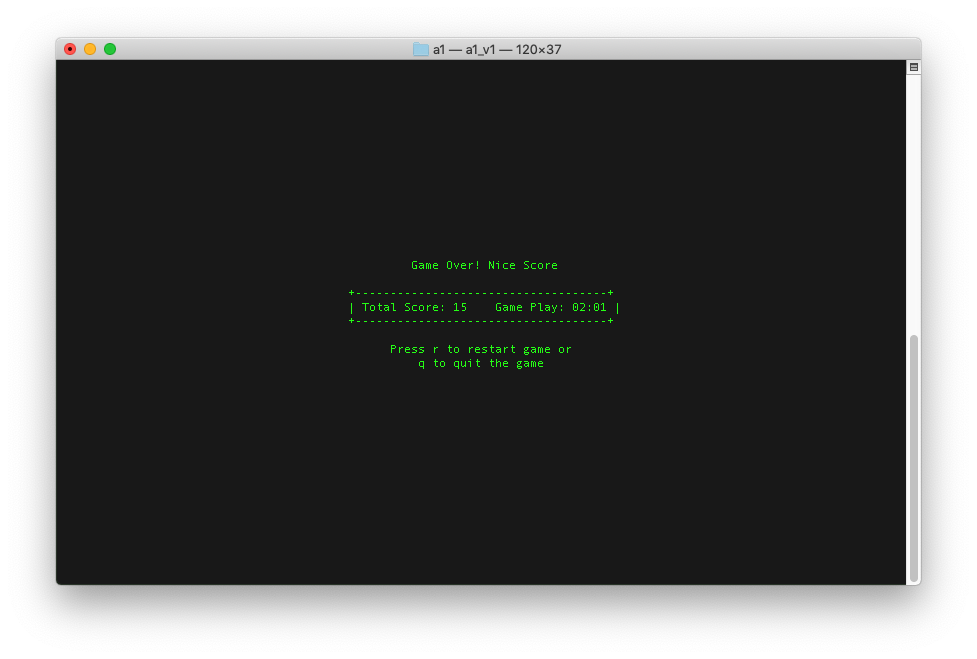 a1 — a1_v1 — 120×37
Game Over! Nice Score
+------------------------------------+
| Total Score: 15    Game Play: 02:01 |
+------------------------------------+
Press r to restart game or
q to quit the game